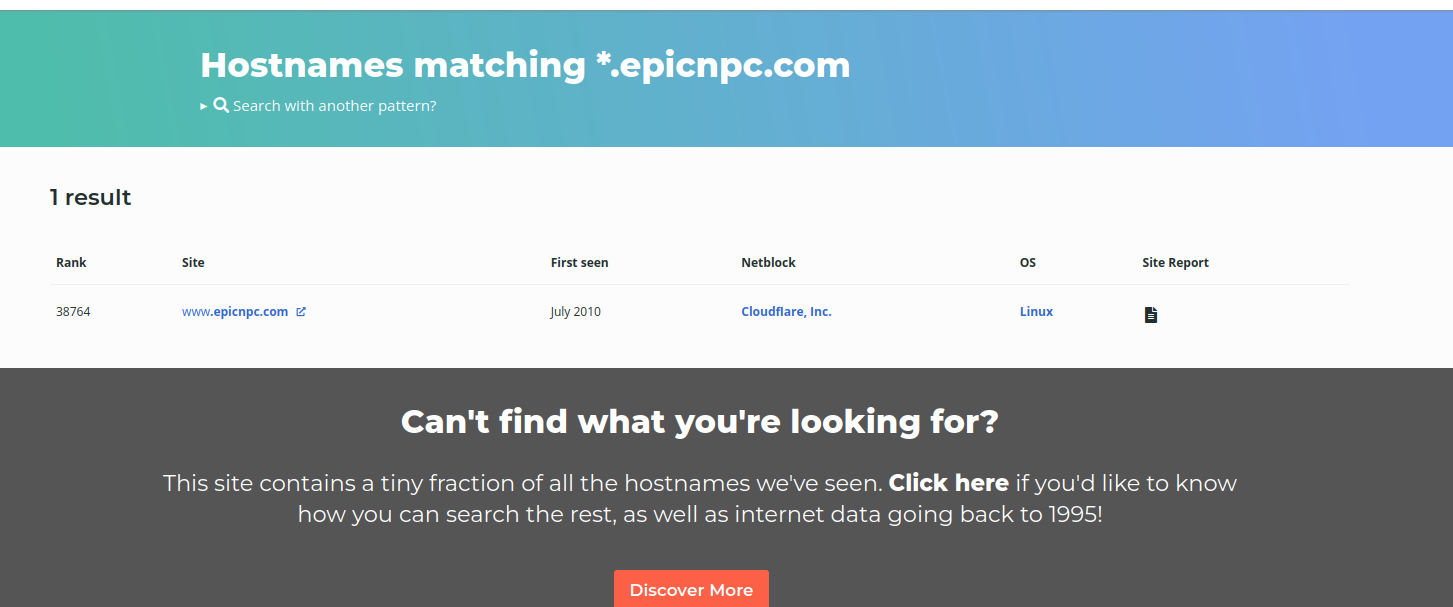 Hostnames matching *.epicnpc.com
▸ Search with another pattern?
1 result
Rank Site First seen Netblock OS Site Report
38764 www.epicnpc.com July 2010 Cloudflare, Inc. Linux
Can't find what you're looking for?
This site contains a tiny fraction of all the hostnames we've seen. Click here if you'd like to know
how you can search the rest, as well as internet data going back to 1995!
Discover More